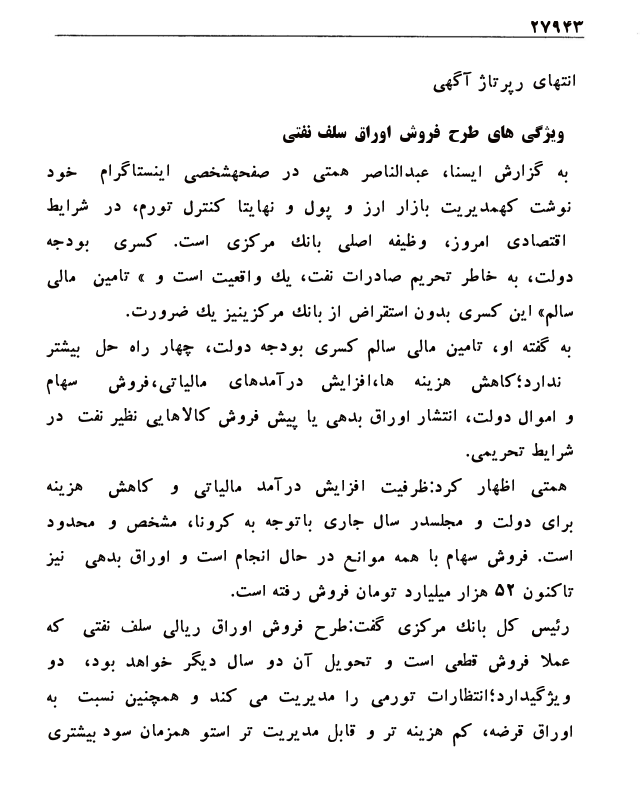 ۲۷۹۴۳
انتهای رپرتاژ آگهی
ویژگی های طرح فروش اوراق سلف نفتی
به گزارش ایسنا، عبدالناصر همتی در صفحهشخصی اینستاگرام خود
نوشت کهمدیریت بازار ارز و پول و نهایتا کنترل تورم، در شرایط
اقتصادی امروز، وظیفه اصلی بانک مرکزی است. کسری بودجه
دولت، به خاطر تحریم صادرات نفت، یک واقعیت است و » تامین مالی
سالم» این کسری بدون استقراض از بانک مرکزینیز یک ضرورت.
به گفته او، تامین مالی سالم کسری بودجه دولت، چهار راه حل بیشتر
ندارد؛کاهش هزینه ها،افزایش درآمدهای مالیاتی،فروش سهام
و اموال دولت، انتشار اوراق بدهی یا پیش فروش کالاهایی نظیر نفت در
شرایط تحریمی.
همتی اظهار کرد:ظرفیت افزایش درآمد مالیاتی و کاهش هزینه
برای دولت و مجلسدر سال جاری باتوجه به کرونا، مشخص و محدود
است. فروش سهام با همه موانع در حال انجام است و اوراق بدهی نیز
تاکنون ۵۲ هزار میلیارد تومان فروش رفته است.
رئیس کل بانک مرکزی گفت:طرح فروش اوراق ریالی سلف نفتی که
عملا فروش قطعی است و تحویل آن دو سال دیگر خواهد بود، دو
ویژگیدارد؛انتظارات تورمی را مدیریت می کند و همچنین نسبت به
اوراق قرضه، کم هزینه تر و قابل مدیریت تر استو همزمان سود بیشتری